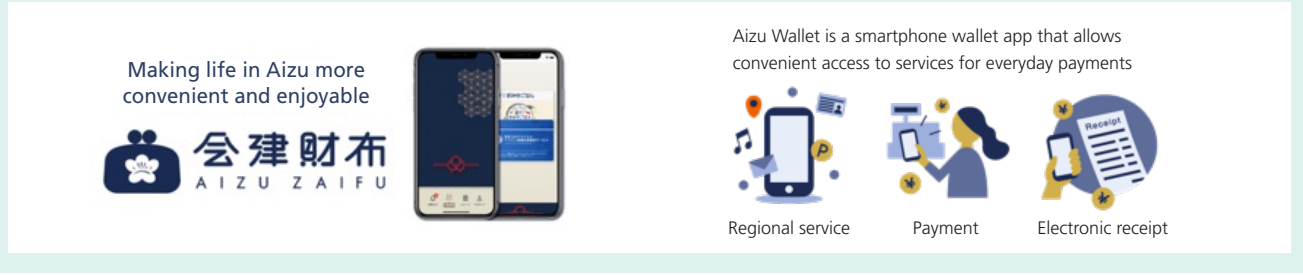 Making life in Aizu more
convenient and enjoyable
会建財布
AIZU ZAIFU
Aizu Wallet is a smartphone wallet app that allows
convenient access to services for everyday payments
P
¥
¥
¥
Receipt
¥
Regional service
Payment
Electronic receipt